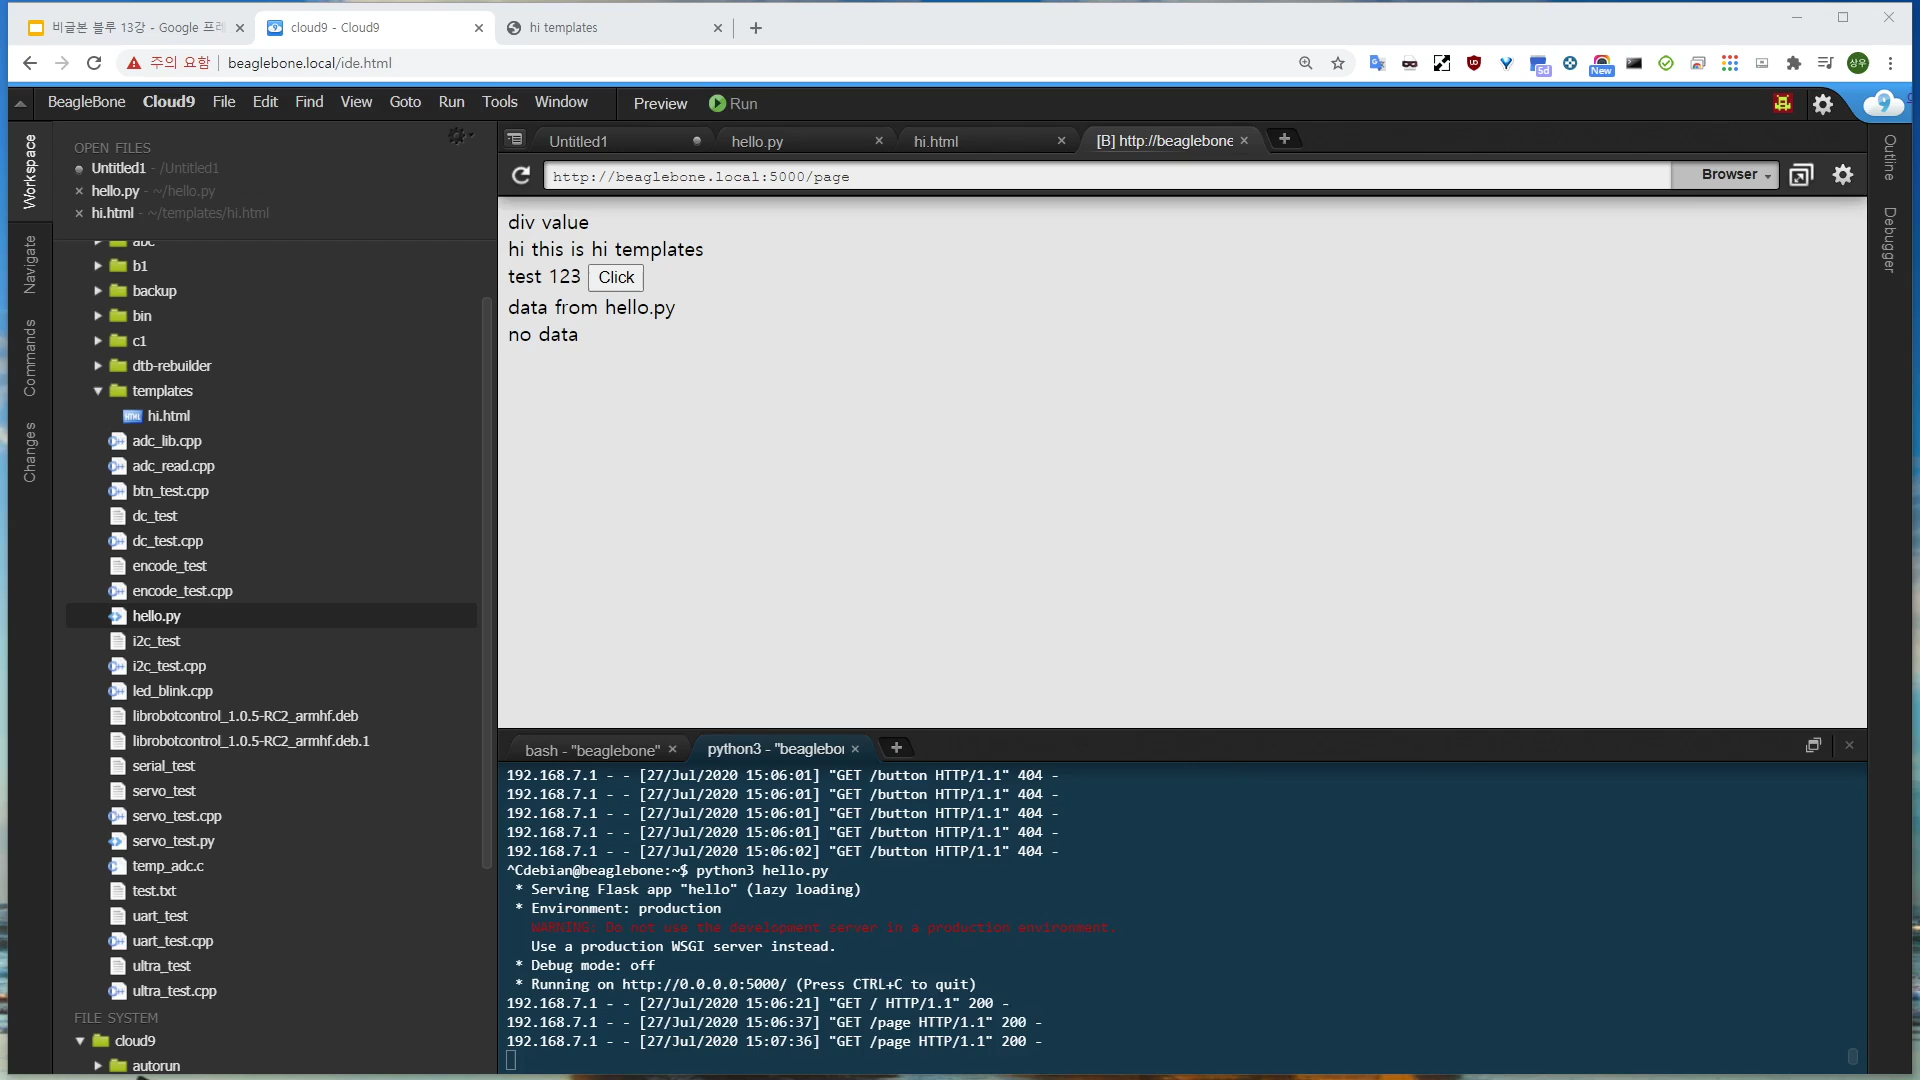 비글본 블루 13강 - Google 프레
cloud9 - Cloud9
hi templates
주의 요함
beaglebone.local/ide.html
5d
New
상우
BeagleBone Cloud9 File Edit Find View Goto Run Tools Window Preview Run
Workspace
Navigate
Commands
Changes
OPEN FILES
Untitled1 - /Untitled1
hello.py - ~/hello.py
hi.html - ~/templates/hi.html
abc
b1
backup
bin
c1
dtb-rebuilder
templates
hi.html
adc_lib.cpp
adc_read.cpp
btn_test.cpp
dc_test
dc_test.cpp
encode_test
encode_test.cpp
hello.py
i2c_test
i2c_test.cpp
led_blink.cpp
librobotcontrol_1.0.5-RC2_armhf.deb
librobotcontrol_1.0.5-RC2_armhf.deb.1
serial_test
servo_test
servo_test.cpp
servo_test.py
temp_adc.c
test.txt
uart_test
uart_test.cpp
ultra_test
ultra_test.cpp
FILE SYSTEM
cloud9
autorun
Untitled1
hello.py
hi.html
[B] http://beaglebone
http://beaglebone.local:5000/page
Browser
div value
hi this is hi templates
test 123 Click
data from hello.py
no data
Outline
Debugger
bash - "beaglebone"
python3 - "beaglebo
192.168.7.1 - - [27/Jul/2020 15:06:01] "GET /button HTTP/1.1" 404 -
192.168.7.1 - - [27/Jul/2020 15:06:01] "GET /button HTTP/1.1" 404 -
192.168.7.1 - - [27/Jul/2020 15:06:01] "GET /button HTTP/1.1" 404 -
192.168.7.1 - - [27/Jul/2020 15:06:01] "GET /button HTTP/1.1" 404 -
192.168.7.1 - - [27/Jul/2020 15:06:02] "GET /button HTTP/1.1" 404 -
^Cdebian@beaglebone:~$ python3 hello.py
* Serving Flask app "hello" (lazy loading)
* Environment: production
WARNING: Do not use the development server in a production environment.
Use a production WSGI server instead.
* Debug mode: off
* Running on http://0.0.0.0:5000/ (Press CTRL+C to quit)
192.168.7.1 - - [27/Jul/2020 15:06:21] "GET / HTTP/1.1" 200 -
192.168.7.1 - - [27/Jul/2020 15:06:37] "GET /page HTTP/1.1" 200 -
192.168.7.1 - - [27/Jul/2020 15:07:36] "GET /page HTTP/1.1" 200 -